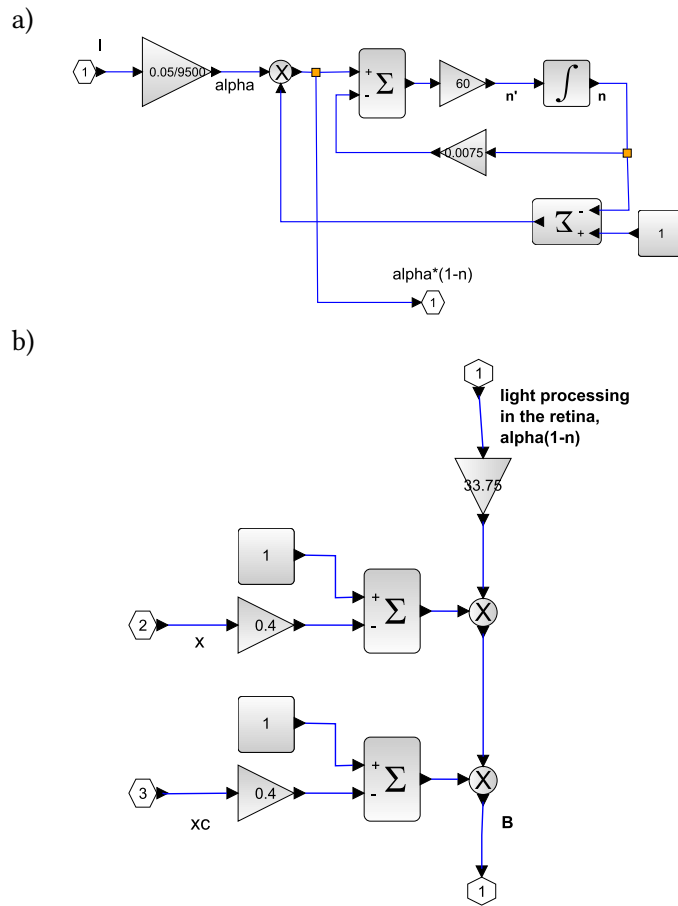 a)
I
1
0.05/9500
alpha
X
+
-
Σ
60
n'
∫
n
0.0075
Σ
-
+
1
alpha*(1-n)
1
b)
1
light processing
in the retina,
alpha(1-n)
33.75
1
+
-
Σ
X
2
x
0.4
1
+
-
Σ
X
3
xc
0.4
B
1